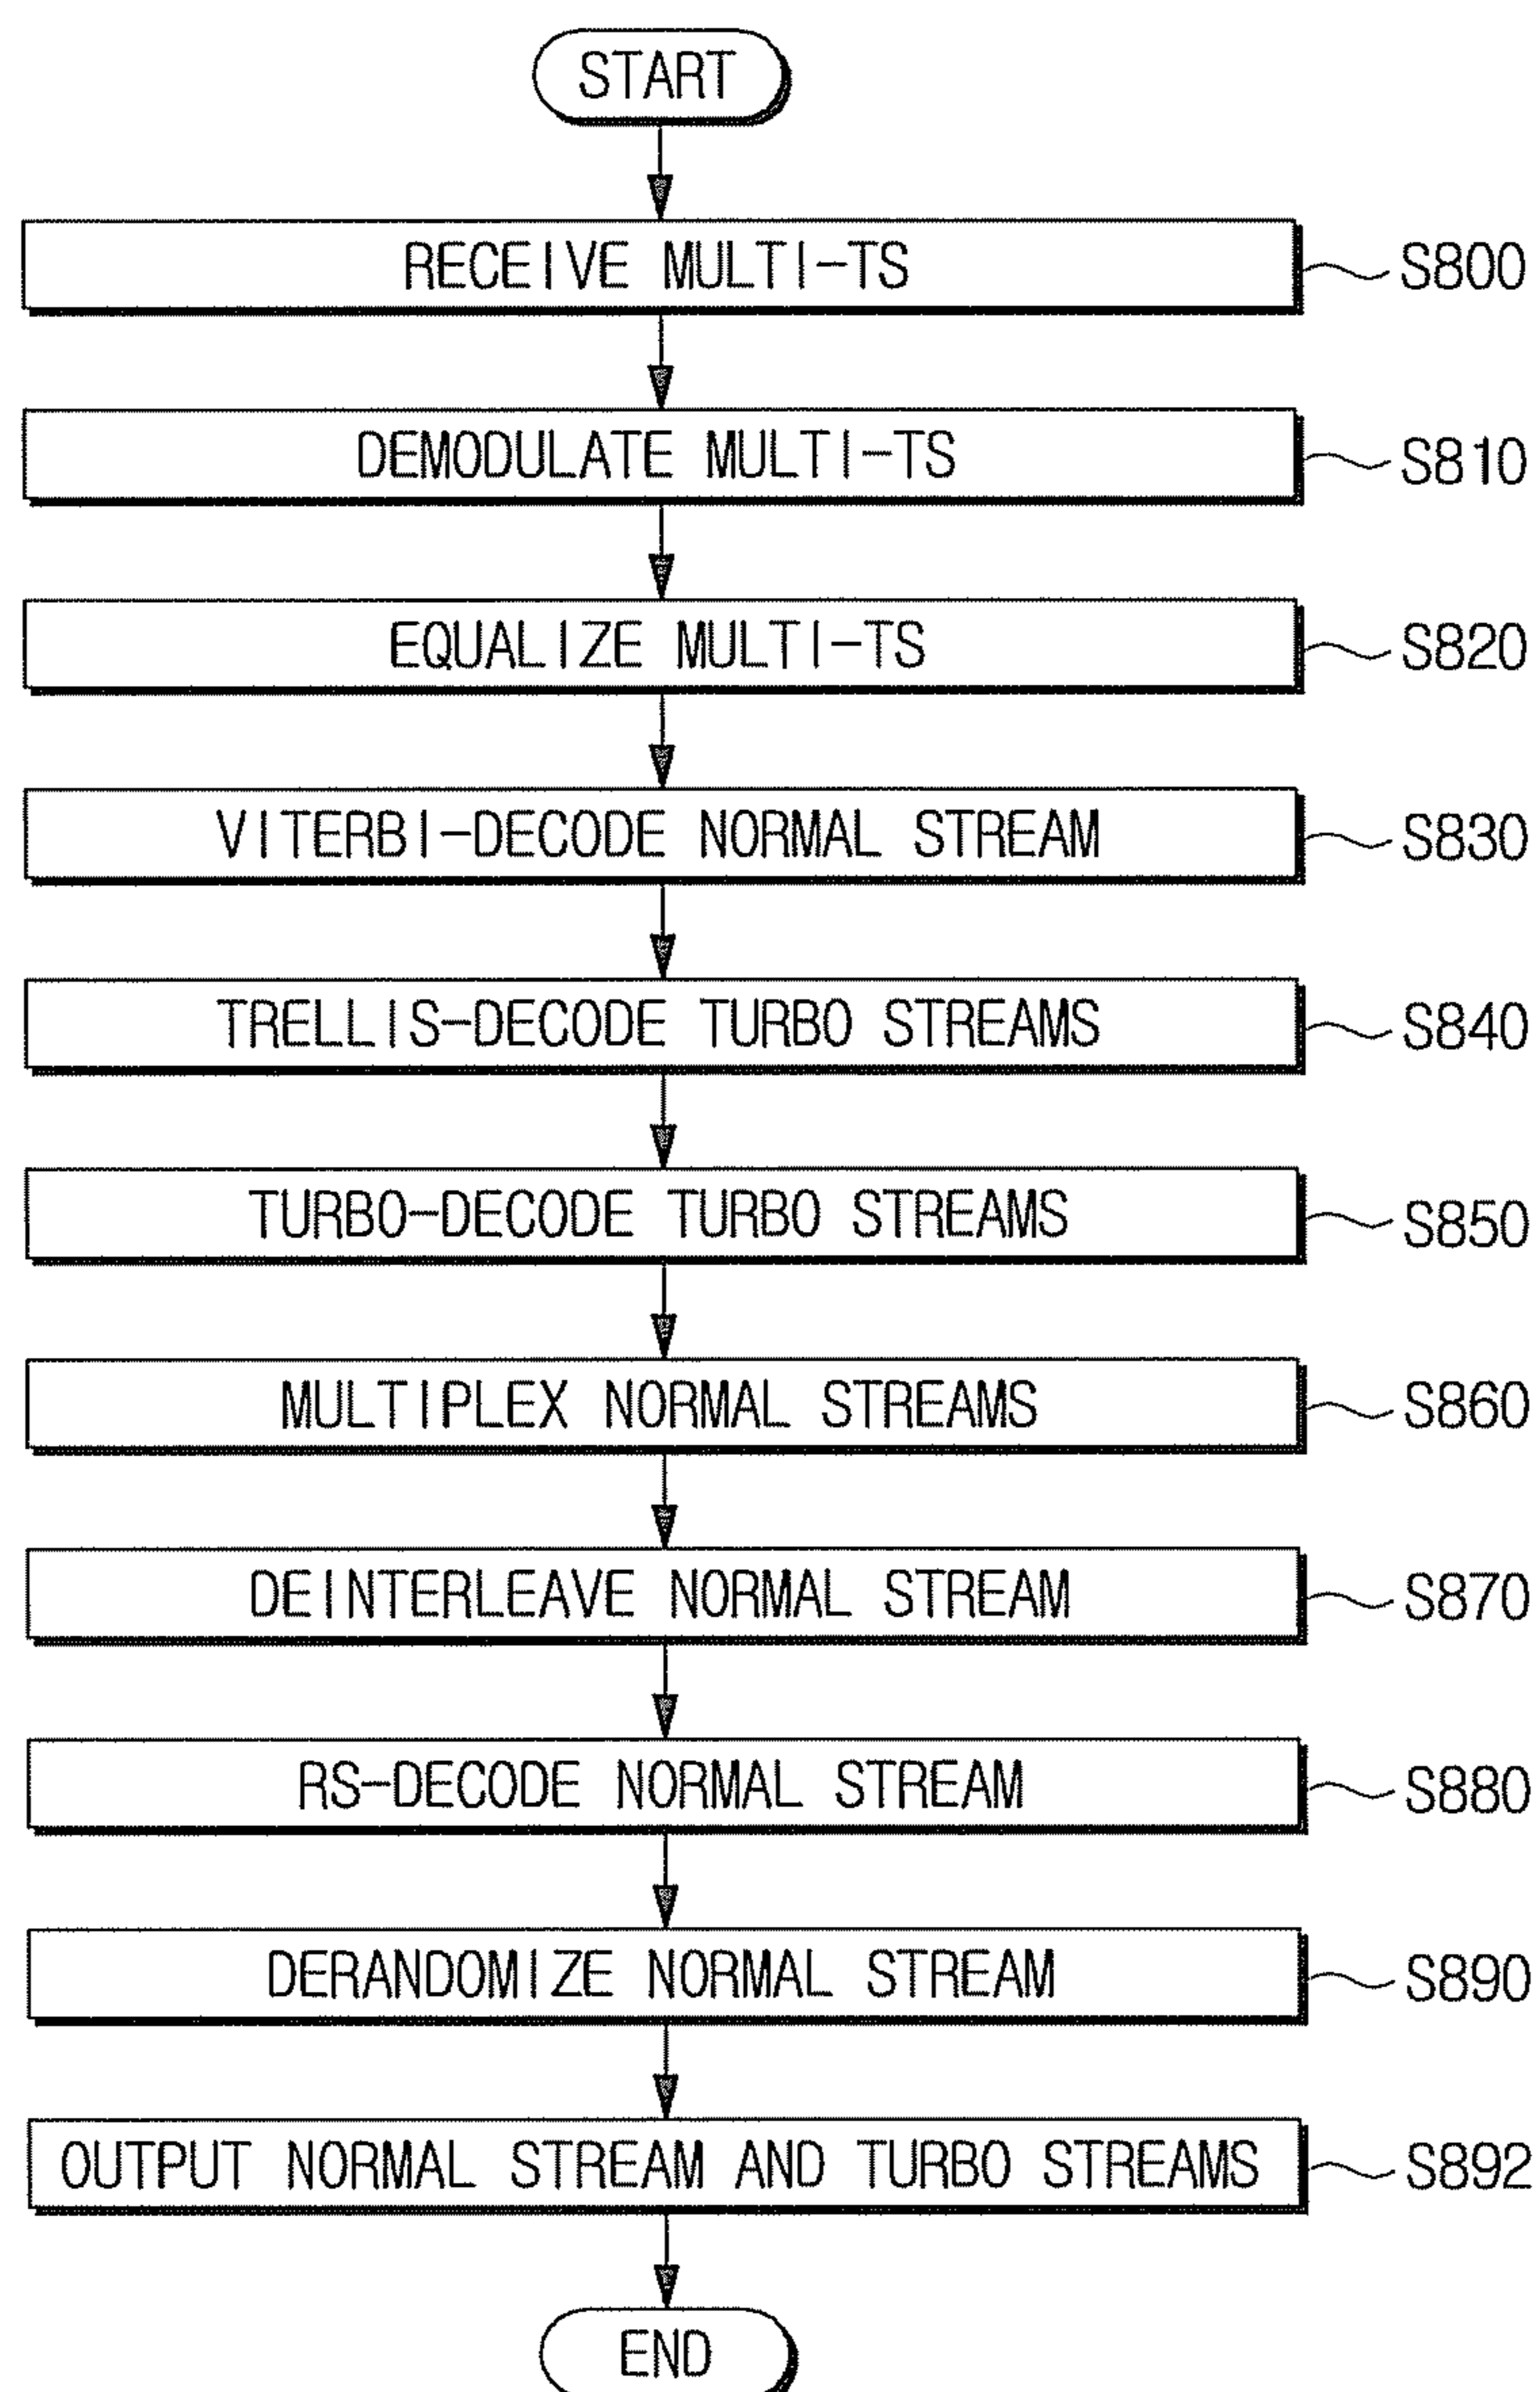 START
RECEIVE MULTI-TS S800
DEMODULATE MULTI-TS S810
EQUALIZE MULTI-TS S820
VITERBI-DECODE NORMAL STREAM S830
TRELLIS-DECODE TURBO STREAMS S840
TURBO-DECODE TURBO STREAMS S850
MULTIPLEX NORMAL STREAMS S860
DEINTERLEAVE NORMAL STREAM S870
RS-DECODE NORMAL STREAM S880
DERANDOMIZE NORMAL STREAM S890
OUTPUT NORMAL STREAM AND TURBO STREAMS S892
END